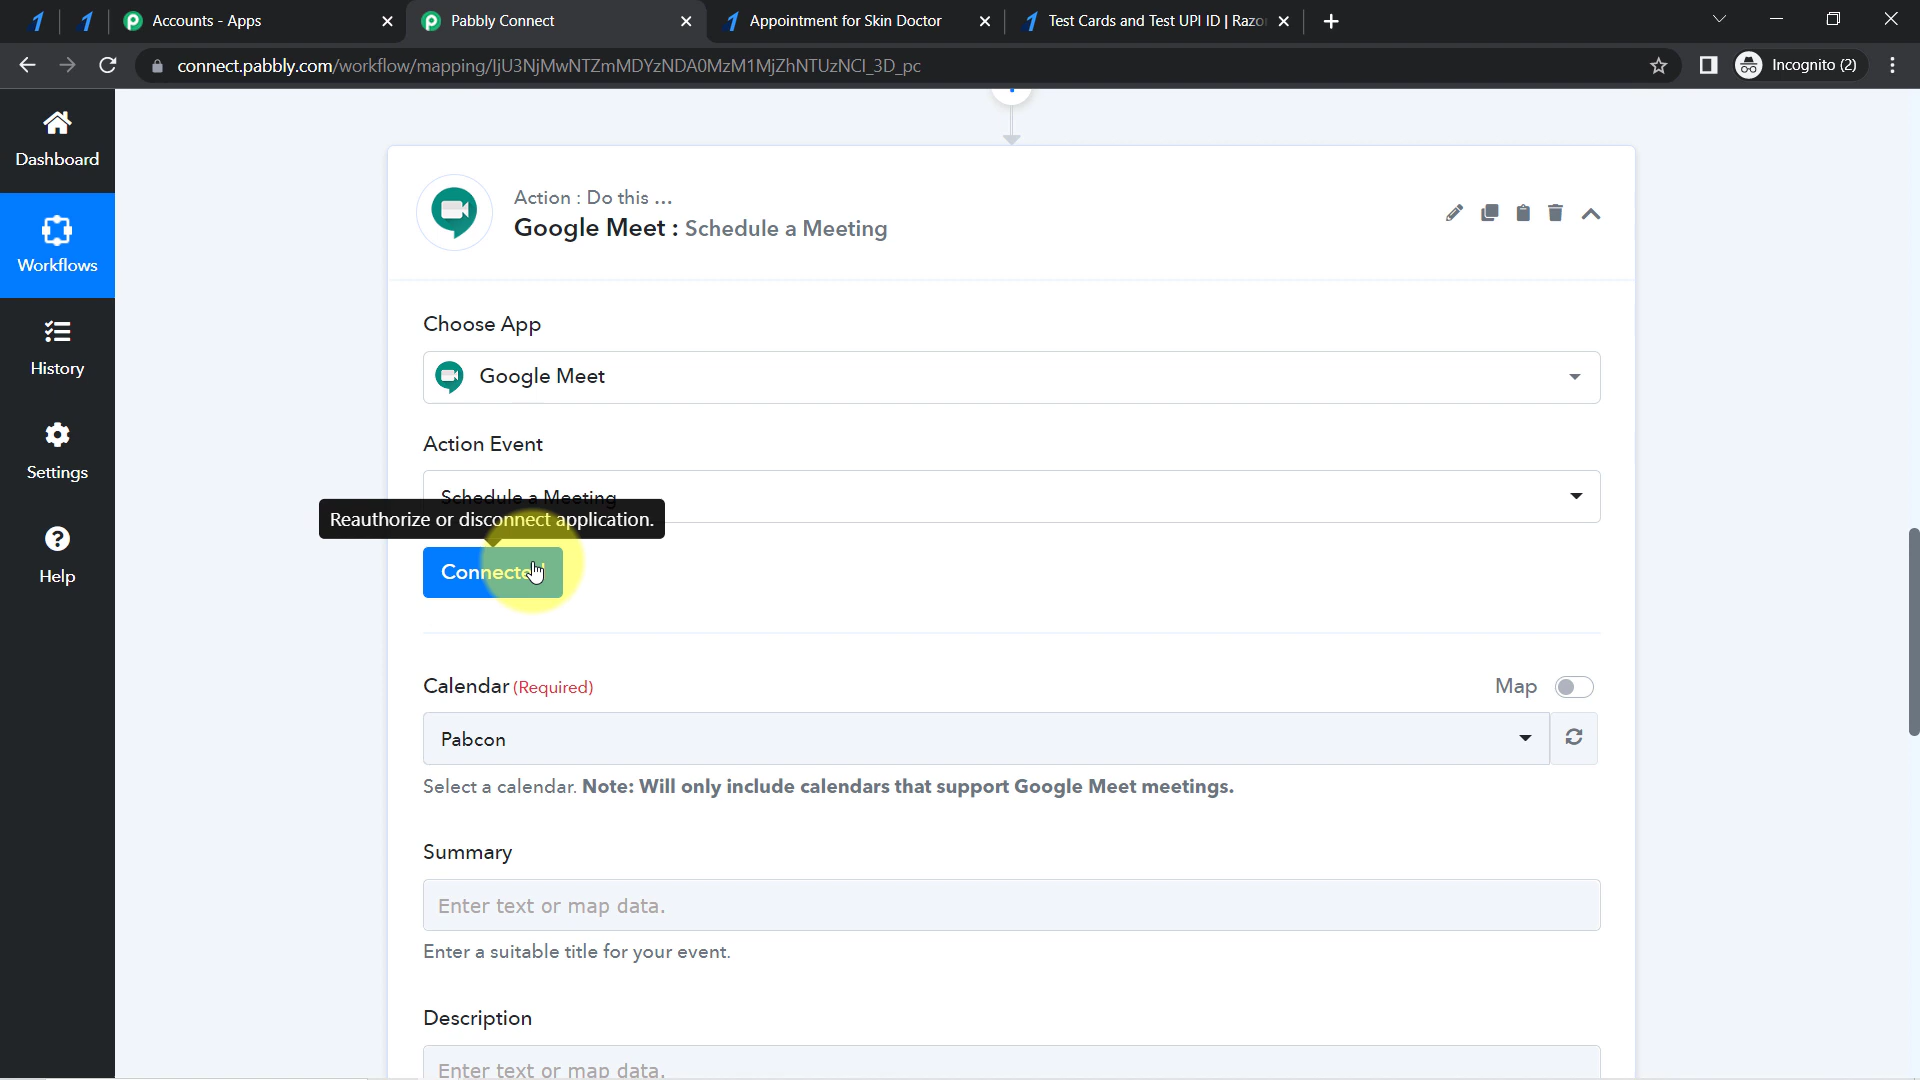 Accounts - Apps
Pabbly Connect
Appointment for Skin Doctor
Test Cards and Test UPI ID | Razo
connect.pabbly.com/workflow/mapping/IjU3NjMwNTZmMDYzNDA0MzM1MjZhNTUzNCI_3D_pc
Incognito (2)
Dashboard
Workflows
History
Settings
Help
Action : Do this ...
Google Meet : Schedule a Meeting
Choose App
Google Meet
Action Event
Schedule a Meeting
Reauthorize or disconnect application.
Connected
Calendar (Required)
Map
Pabcon
Select a calendar. Note: Will only include calendars that support Google Meet meetings.
Summary
Enter text or map data.
Enter a suitable title for your event.
Description
Enter text or map data.